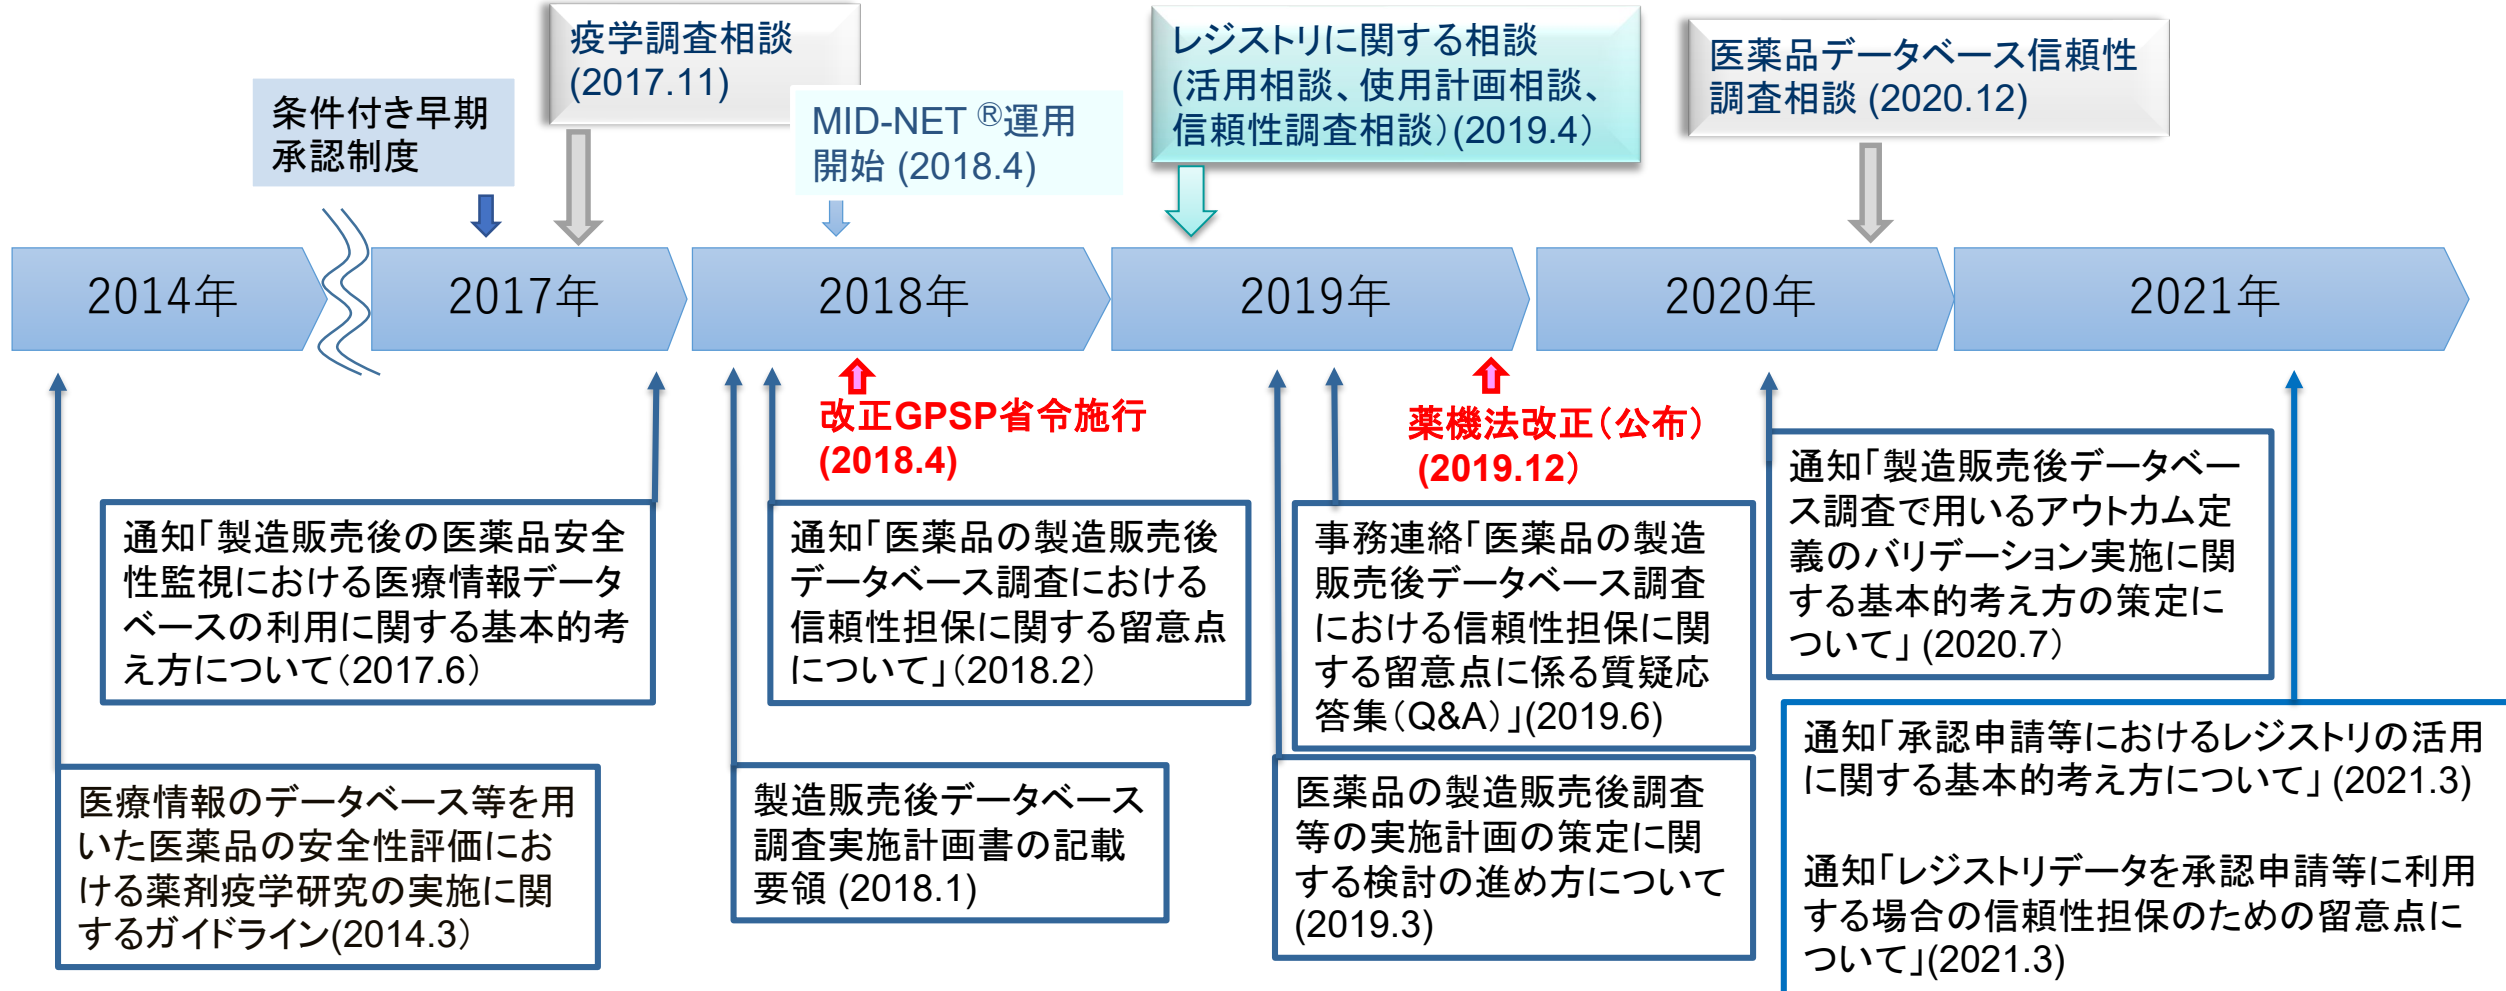 疫学調査相談
(2017.11)
レジストリに関する相談
(活用相談、使用計画相談、
信頼性調査相談)(2019.4)
医薬品データベース信頼性
調査相談 (2020.12)
条件付き早期
承認制度
MID-NET ®運用
開始 (2018.4)
2014年
2017年
2018年
2019年
2020年
2021年
改正GPSP省令施行
(2018.4)
薬機法改正(公布)
(2019.12)
通知「製造販売後の医薬品安全
性監視における医療情報データ
ベースの利用に関する基本的考
え方について(2017.6)
通知「医薬品の製造販売後
データベース調査における
信頼性担保に関する留意点
について」(2018.2)
事務連絡「医薬品の製造
販売後データベース調査
における信頼性担保に関
する留意点に係る質疑応
答集(Q&A)」(2019.6)
通知「製造販売後データベー
ス調査で用いるアウトカム定
義のバリデーション実施に関
する基本的考え方の策定に
ついて」 (2020.7)
医療情報のデータベース等を用
いた医薬品の安全性評価にお
ける薬剤疫学研究の実施に関
するガイドライン(2014.3)
製造販売後データベース
調査実施計画書の記載
要領 (2018.1)
医薬品の製造販売後調査
等の実施計画の策定に関
する検討の進め方について
(2019.3)
通知「承認申請等におけるレジストリの活用
に関する基本的考え方について」 (2021.3)
通知「レジストリデータを承認申請等に利用
する場合の信頼性担保のための留意点に
ついて」(2021.3)